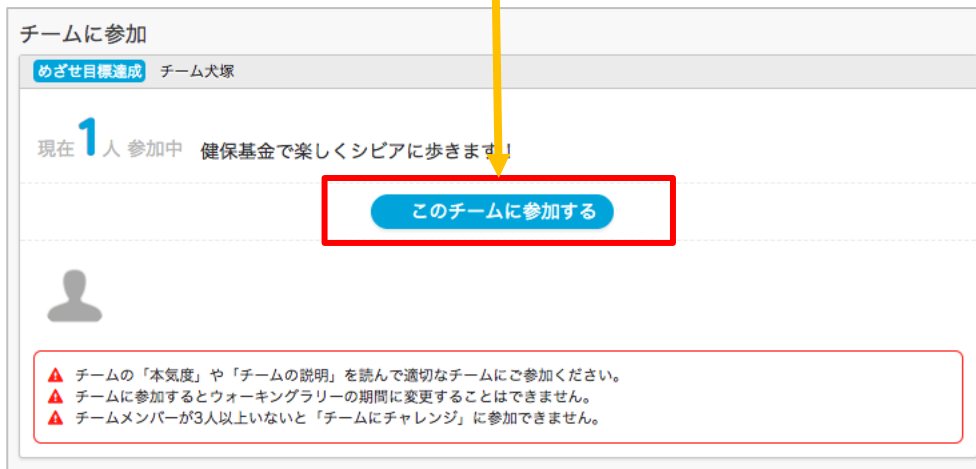 チームに参加
めざせ目標達成 チーム犬塚
現在1人 参加中 健保基金で楽しくシビアに歩きます！
このチームに参加する
チームの「本気度」や「チームの説明」を読んで適切なチームにご参加ください。
チームに参加するとウォーキングラリーの期間に変更することはできません。
チームメンバーが3人以上いないと「チームにチャレンジ」に参加できません。